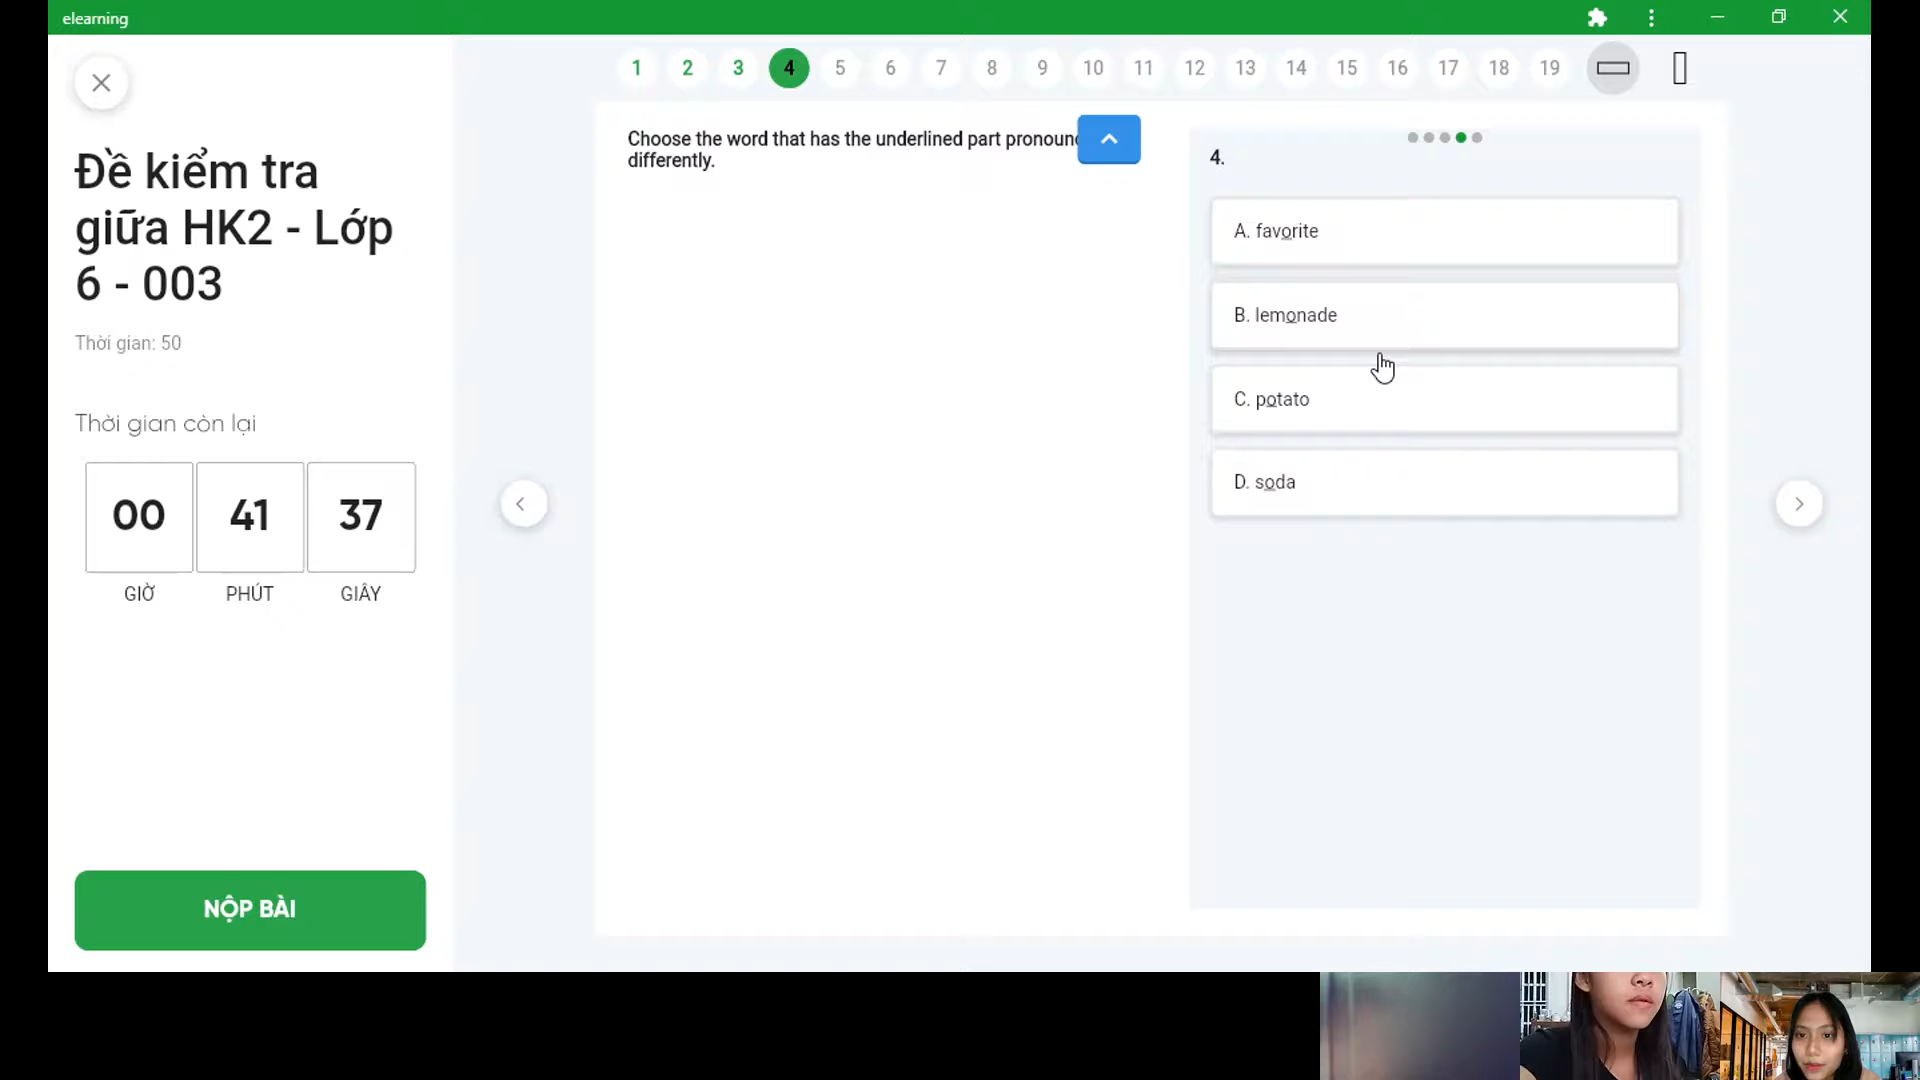 elearning
1 2 3 4 5 6 7 8 9 10 11 12 13 14 15 16 17 18 19
Đề kiểm tra
giữa HK2 - Lớp
6 - 003
Thời gian: 50
Thời gian còn lại
00 41 37
GIỜ PHÚT GIÂY
NỘP BÀI
Choose the word that has the underlined part pronoun
differently.
4.
A. favorite
B. lemonade
C. potato
D. soda